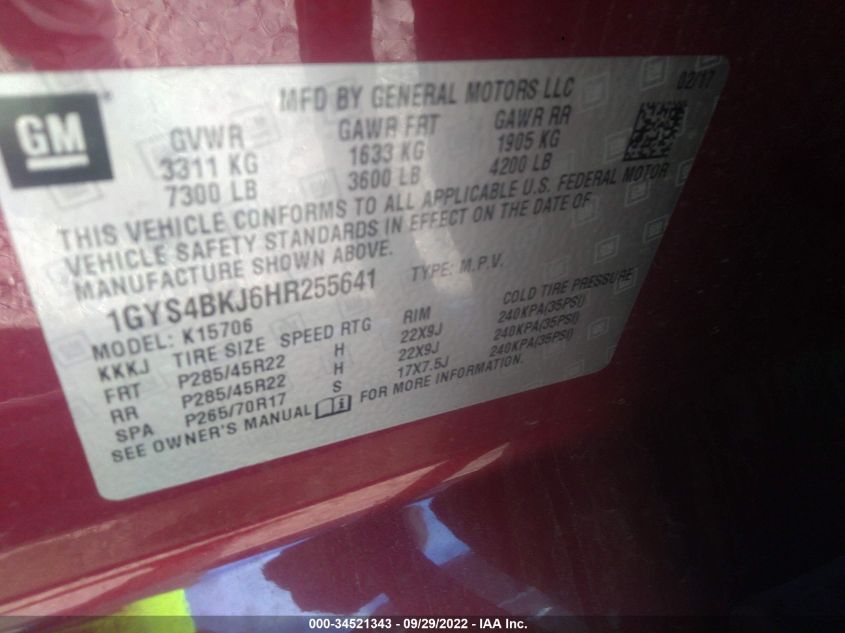 GM
MFD BY GENERAL MOTORS LLC
02/17
GVWR GAWR FRT GAWR RR
3311 KG 1633 KG 1905 KG
7300 LB 3600 LB 4200 LB
THIS VEHICLE CONFORMS TO ALL APPLICABLE U.S. FEDERAL MOTOR
VEHICLE SAFETY STANDARDS IN EFFECT ON THE DATE OF
MANUFACTURE SHOWN ABOVE.
1GYS4BKJ6HR255641 TYPE: M.P.V.
MODEL: K15706
KKKJ TIRE SIZE SPEED RTG RIM COLD TIRE PRESSURE
FRT P285/45R22 H 22X9J 240KPA(35PSI)
RR P285/45R22 H 22X9J 240KPA(35PSI)
SPA P265/70R17 S 17X7.5J 240KPA(35PSI)
SEE OWNER'S MANUAL FOR MORE INFORMATION.
000-34521343 - 09/29/2022 - IAA Inc.